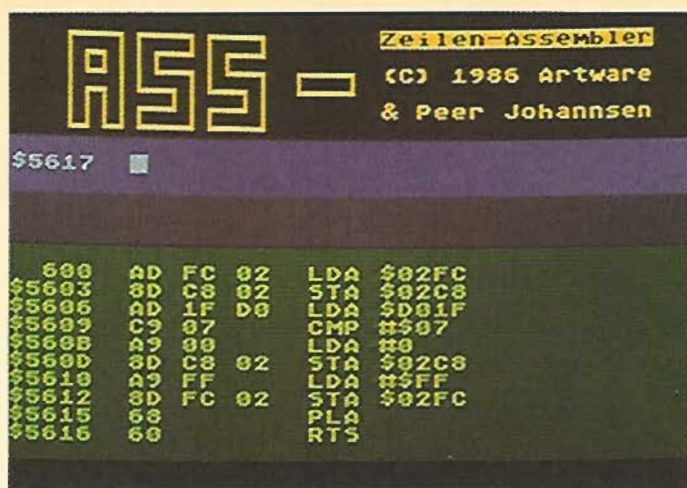 ASS-
Zeilen-Assembler
(C) 1986 Artware
& Peer Johannsen
$5617
600 AD FC 02 LDA $02FC
$5603 8D C8 02 STA $02C8
$5606 AD 1F D0 LDA $D01F
$5609 C9 07 CMP #$07
$560B A9 00 LDA #0
$560D 8D C8 02 STA $02C8
$5610 A9 FF LDA #$FF
$5612 8D FC 02 STA $02FC
$5615 68 PLA
$5616 60 RTS